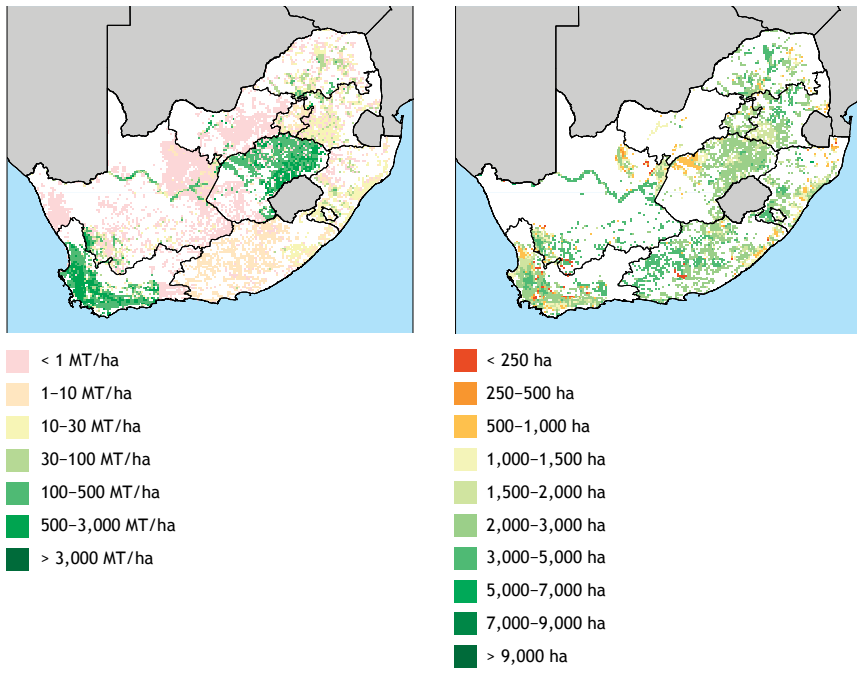 < 1 MT/ha
1–10 MT/ha
10–30 MT/ha
30–100 MT/ha
100–500 MT/ha
500–3,000 MT/ha
> 3,000 MT/ha
< 250 ha
250–500 ha
500–1,000 ha
1,000–1,500 ha
1,500–2,000 ha
2,000–3,000 ha
3,000–5,000 ha
5,000–7,000 ha
7,000–9,000 ha
> 9,000 ha